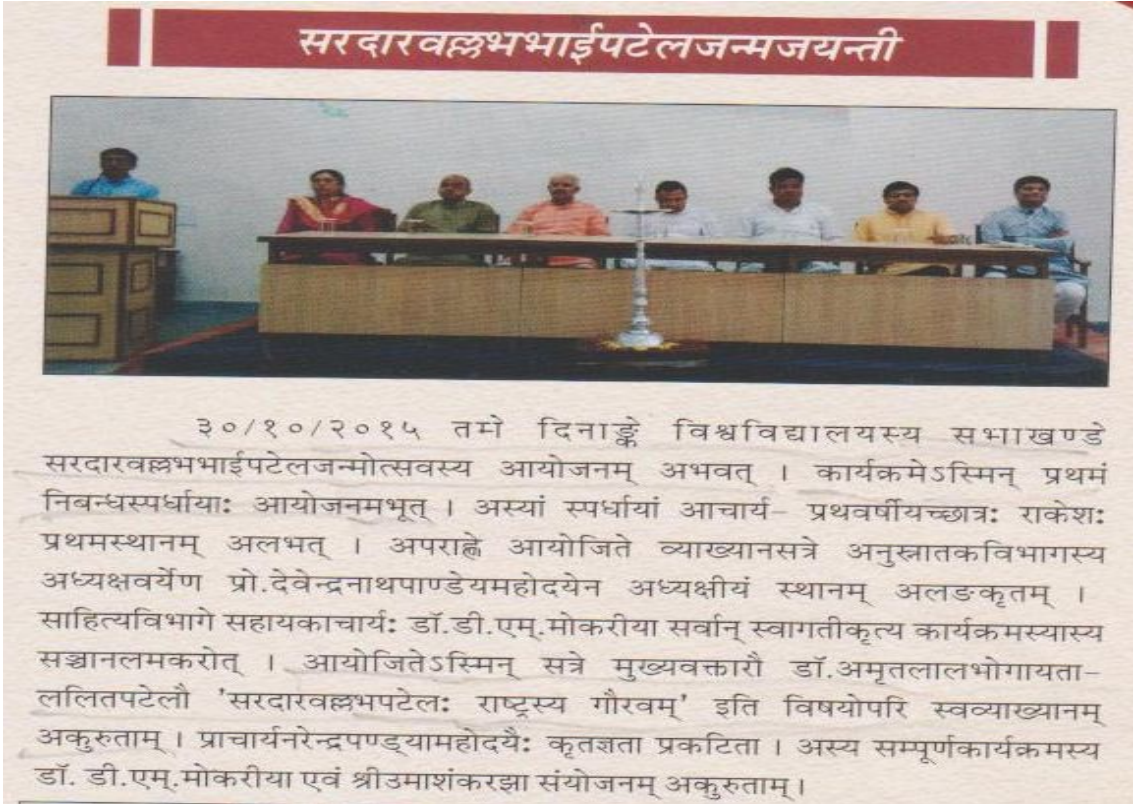 सरदारवल्लभभाईपटेलजन्मजयन्ती
३०/१०/२०१५ तमे दिनाङ्के विश्वविद्यालयस्य सभाखण्डे
सरदारवल्लभभाईपटेलजन्मोत्सवस्य आयोजनम् अभवत् । कार्यक्रमेऽस्मिन् प्रथमं
निबन्धस्पर्धायाः आयोजनमभूत् । अस्यां स्पर्धायां आचार्य- प्रथवर्षीयच्छात्रः राकेशः
प्रथमस्थानम् अलभत् । अपराह्ने आयोजिते व्याख्यानसत्रे अनुस्नातकविभागस्य
अध्यक्षवर्येण प्रो.देवेन्द्रनाथपाण्डेयमहोदयेन अध्यक्षीयं स्थानम् अलङकृतम् ।
साहित्यविभागे सहायकाचार्यः डॉ.डी.एम्.मोकरीया सर्वान् स्वागतीकृत्य कार्यक्रमस्यास्य
सञ्चानलमकरोत् । आयोजितेऽस्मिन् सत्रे मुख्यवक्तारौ डॉ.अमृतलालभोगायता-
ललितपटेलौ 'सरदारवल्लभपटेलः राष्ट्रस्य गौरवम्' इति विषयोपरि स्वव्याख्यानम्
अकुरुताम् । प्राचार्यनरेन्द्रपण्ड्यामहोदयैः कृतज्ञता प्रकटिता । अस्य सम्पूर्णकार्यक्रमस्य
डॉ. डी.एम्.मोकरीया एवं श्रीउमाशंकरझा संयोजनम् अकुरुताम् ।